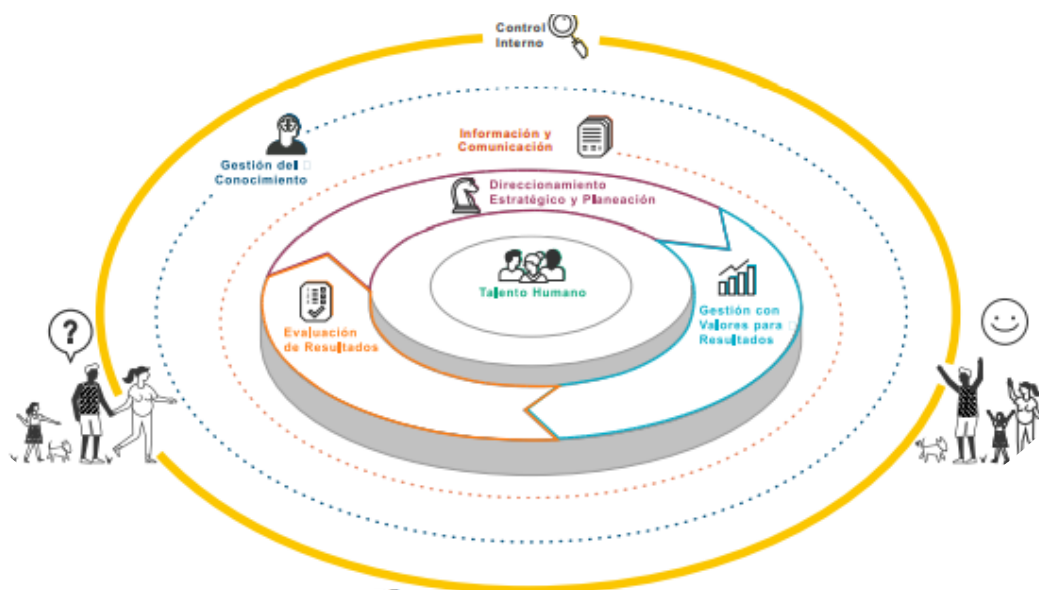 Control
Interno
Información y
Comunicación
Gestión del
Conocimiento
Direccionamiento
Estratégico y Planeación
Talento Humano
Gestión con
Valores para
Resultados
Evaluación
de Resultados
?